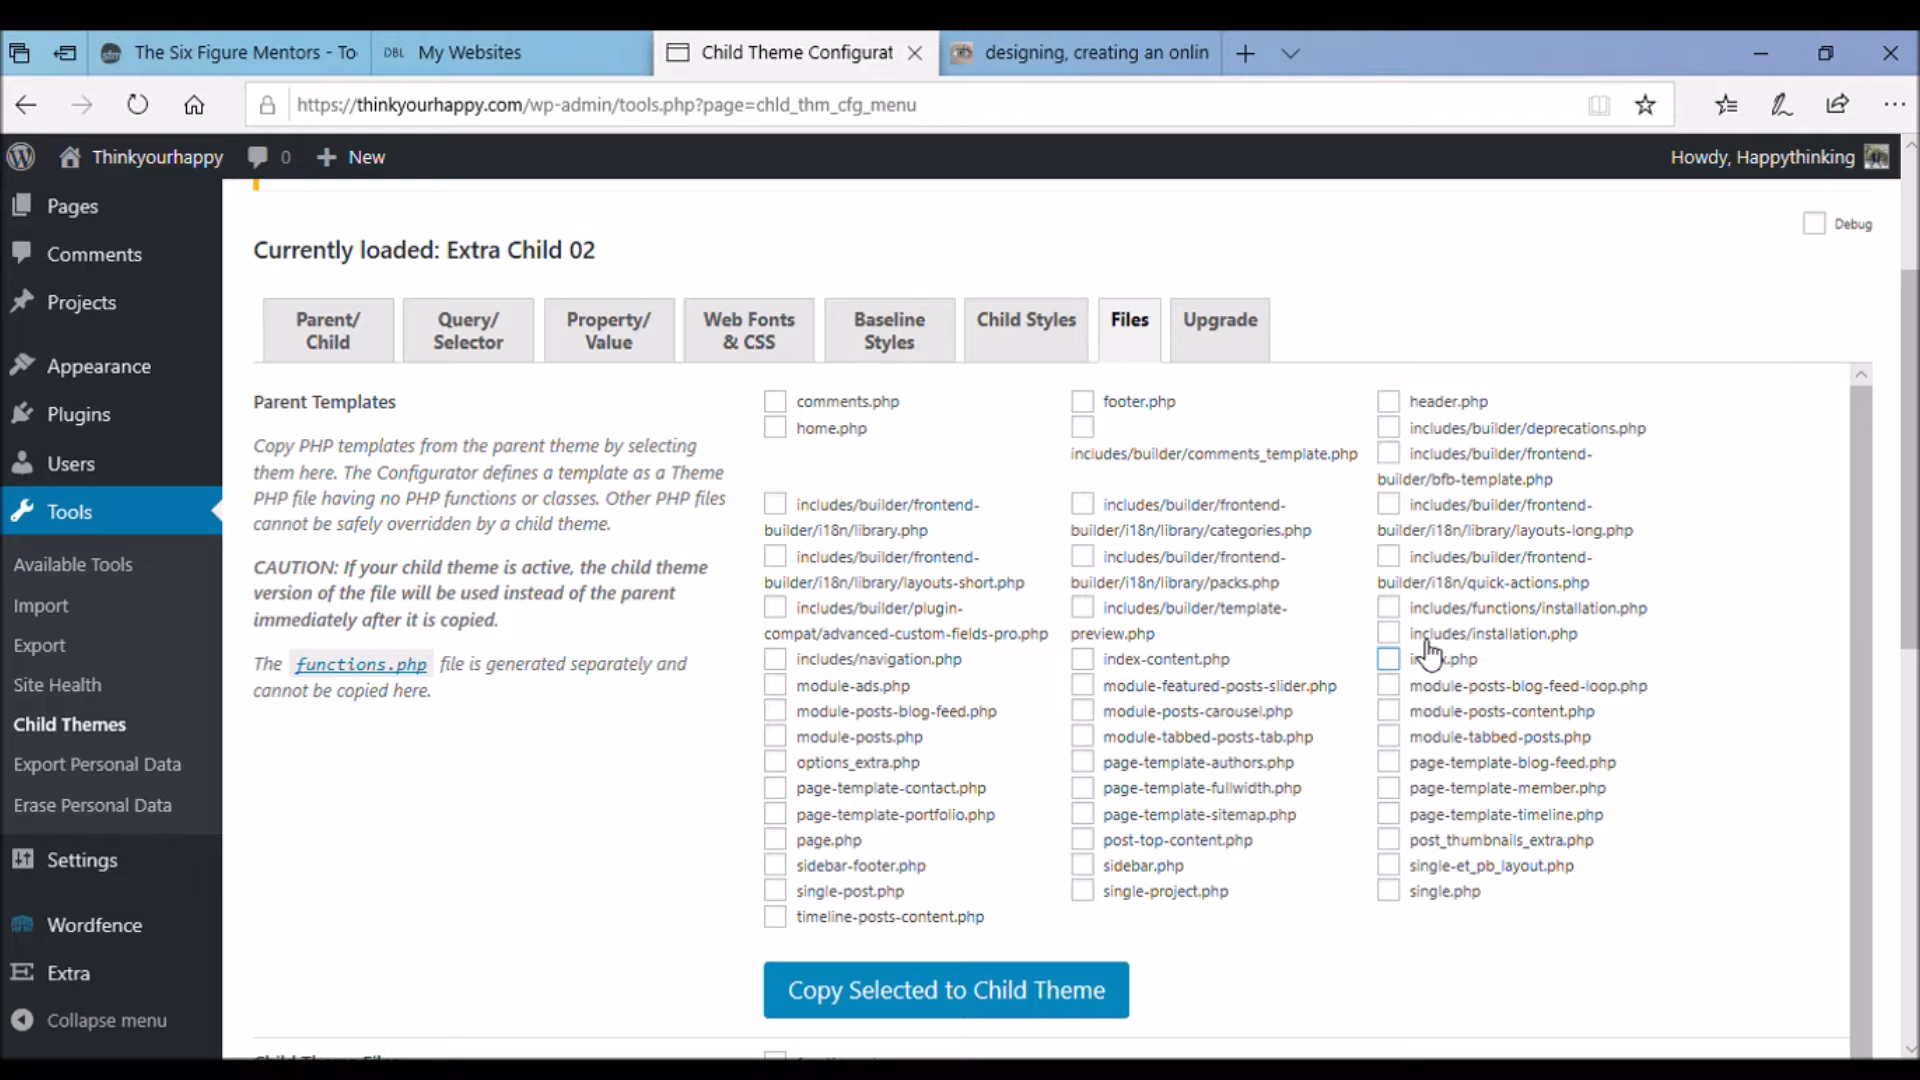 The Six Figure Mentors - To
DBL My Websites
Child Theme Configurat
designing, creating an onlin
https://thinkyourhappy.com/wp-admin/tools.php?page=chld_thm_cfg_menu
Thinkyourhappy
0
New
Howdy, Happythinking
Pages
Comments
Projects
Appearance
Plugins
Users
Tools
Available Tools
Import
Export
Site Health
Child Themes
Export Personal Data
Erase Personal Data
Settings
Wordfence
Extra
Collapse menu
Debug
Currently loaded: Extra Child 02
Parent/
Child
Query/
Selector
Property/
Value
Web Fonts
& CSS
Baseline
Styles
Child Styles
Files
Upgrade
Parent Templates
Copy PHP templates from the parent theme by selecting
them here. The Configurator defines a template as a Theme
PHP file having no PHP functions or classes. Other PHP files
cannot be safely overridden by a child theme.
CAUTION: If your child theme is active, the child theme
version of the file will be used instead of the parent
immediately after it is copied.
The functions.php file is generated separately and
cannot be copied here.
comments.php
footer.php
header.php
home.php
includes/builder/comments_template.php
includes/builder/deprecations.php
includes/builder/frontend-
builder/bfb-template.php
includes/builder/frontend-
builder/i18n/library.php
includes/builder/frontend-
builder/i18n/library/categories.php
includes/builder/frontend-
builder/i18n/library/layouts-long.php
includes/builder/frontend-
builder/i18n/library/layouts-short.php
includes/builder/frontend-
builder/i18n/library/packs.php
includes/builder/frontend-
builder/i18n/quick-actions.php
includes/builder/plugin-
compat/advanced-custom-fields-pro.php
includes/builder/template-
preview.php
includes/functions/installation.php
includes/installation.php
includes/navigation.php
index-content.php
.php
module-ads.php
module-featured-posts-slider.php
module-posts-blog-feed-loop.php
module-posts-blog-feed.php
module-posts-carousel.php
module-posts-content.php
module-posts.php
module-tabbed-posts-tab.php
module-tabbed-posts.php
options_extra.php
page-template-authors.php
page-template-blog-feed.php
page-template-contact.php
page-template-fullwidth.php
page-template-member.php
page-template-portfolio.php
page-template-sitemap.php
page-template-timeline.php
page.php
post-top-content.php
post_thumbnails_extra.php
sidebar-footer.php
sidebar.php
single-et_pb_layout.php
single-post.php
single-project.php
single.php
timeline-posts-content.php
Copy Selected to Child Theme